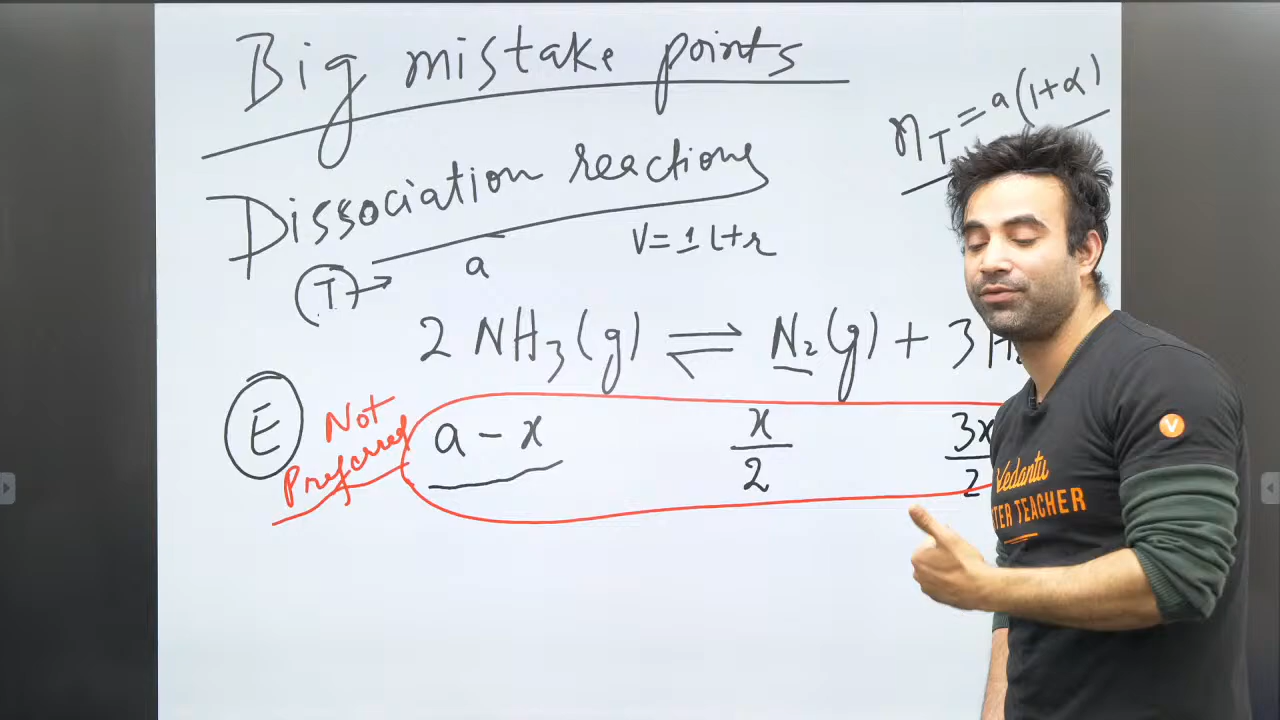 Big mistake points
n_T = a(1+α)
Dissociation reactions
V = 1 Ltr
T → a
2 NH₃(g) ⇌ N₂(g) + 3H₂
E a - x x/2 3x/2
Not
Preferred
V
Vedantu
TER TEACHER